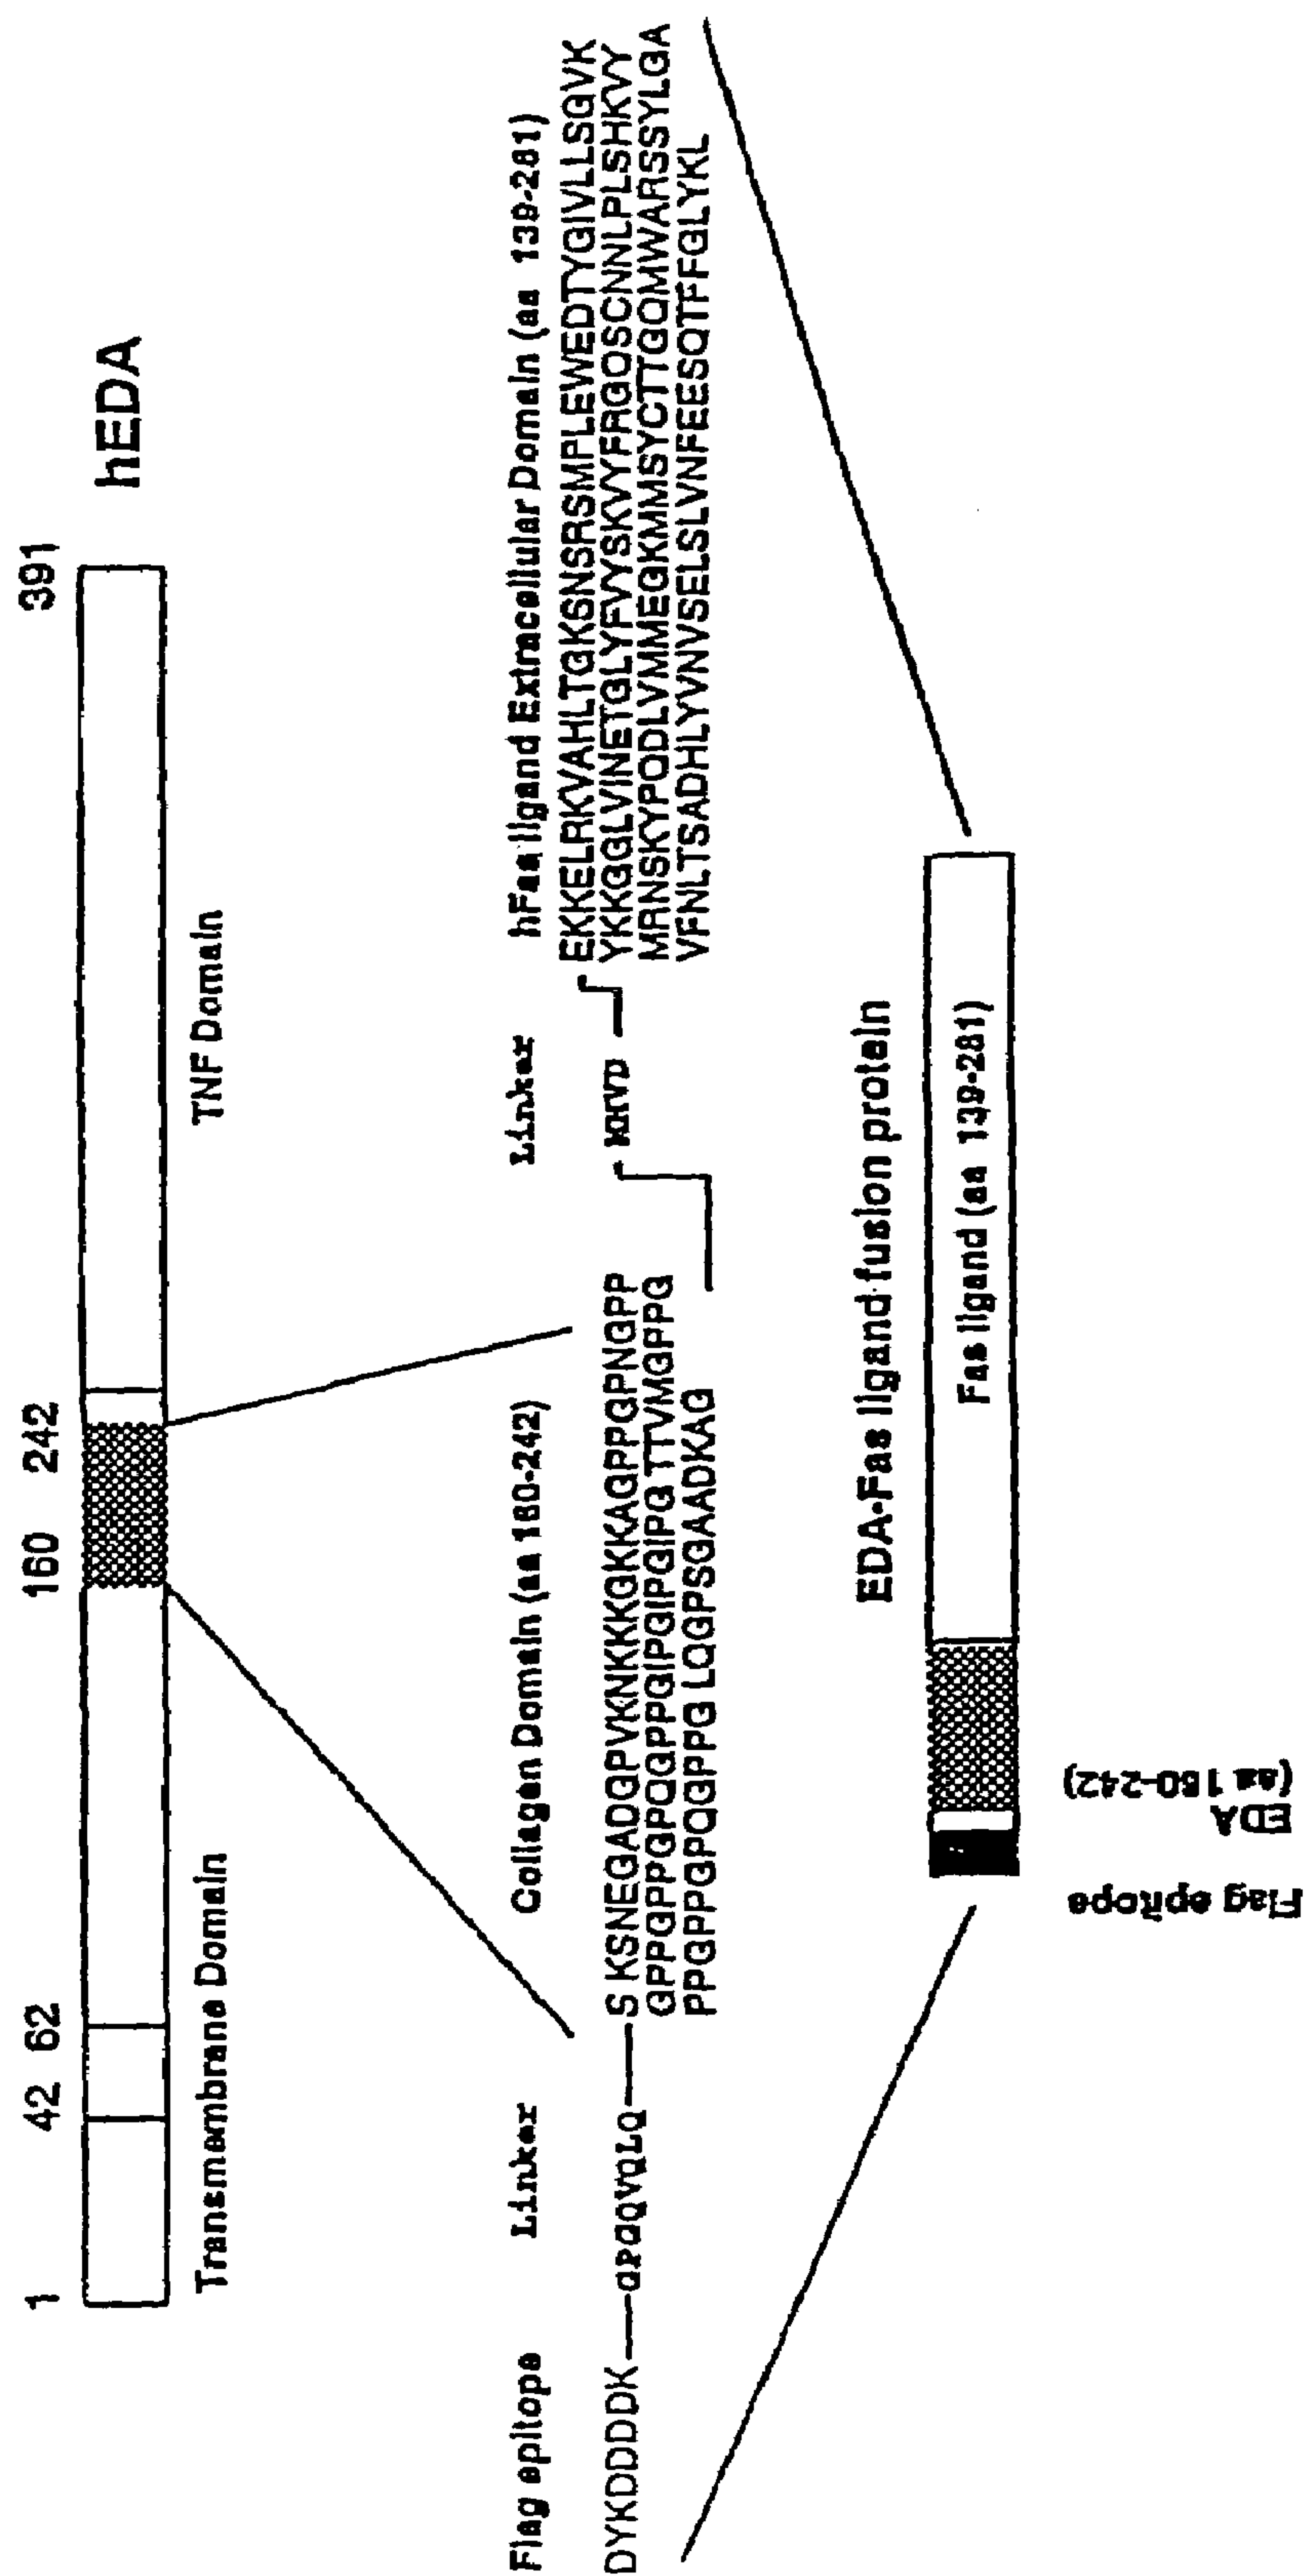 1 42 62 160 242 391
hEDA
Transmembrane Domain
TNF Domain
Flag epitope
Linker
Collagen Domain (aa 160-242)
Linker
hFas ligand Extracellular Domain (aa 139-281)
DYKDDDDK
GPGQVQLQ
S KSNEGADGPVKNKKKGKKAGPPGPNGPP
GPPGPPGPQGPPGIPGIPGIPG TTVMGPPG
PPGPPGPQGPPG LQGPSGAADKAG
KHVD
EKKELRKVAHLTGKSNSRSMPLEWEDTYGIVLLSGVK
YKKGGLVINETGLYFVYSKVYFRGQSCNNLPLSHKVY
MRNSKYPQDLVMMEGKMMSYCTTGQMWARSSYLGA
VFNLTSADHLYVNVSELSLVNFEESQTFFGLYKL
EDA-Fas ligand fusion protein
Fas ligand (aa 139-281)
Flag epitope
EDA
(aa 160-242)